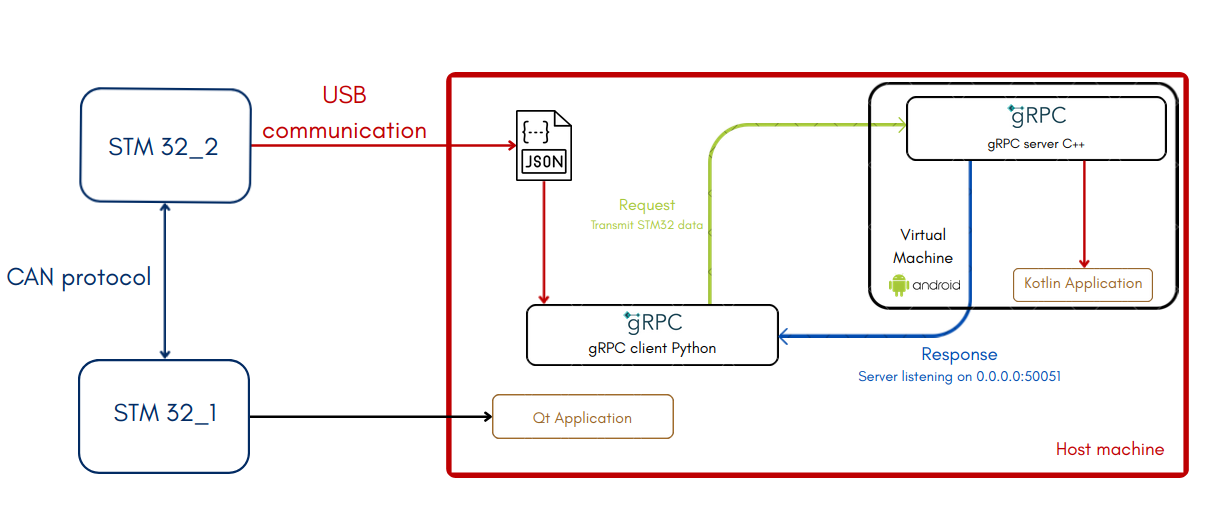 USB
communication
STM 32_2
{---}
JSON
gRPC
gRPC server C++
Request
Transmit STM32 data
Virtual
Machine
android
Kotlin Application
CAN protocol
gRPC
gRPC client Python
Response
Server listening on 0.0.0.0:50051
STM 32_1
Qt Application
Host machine